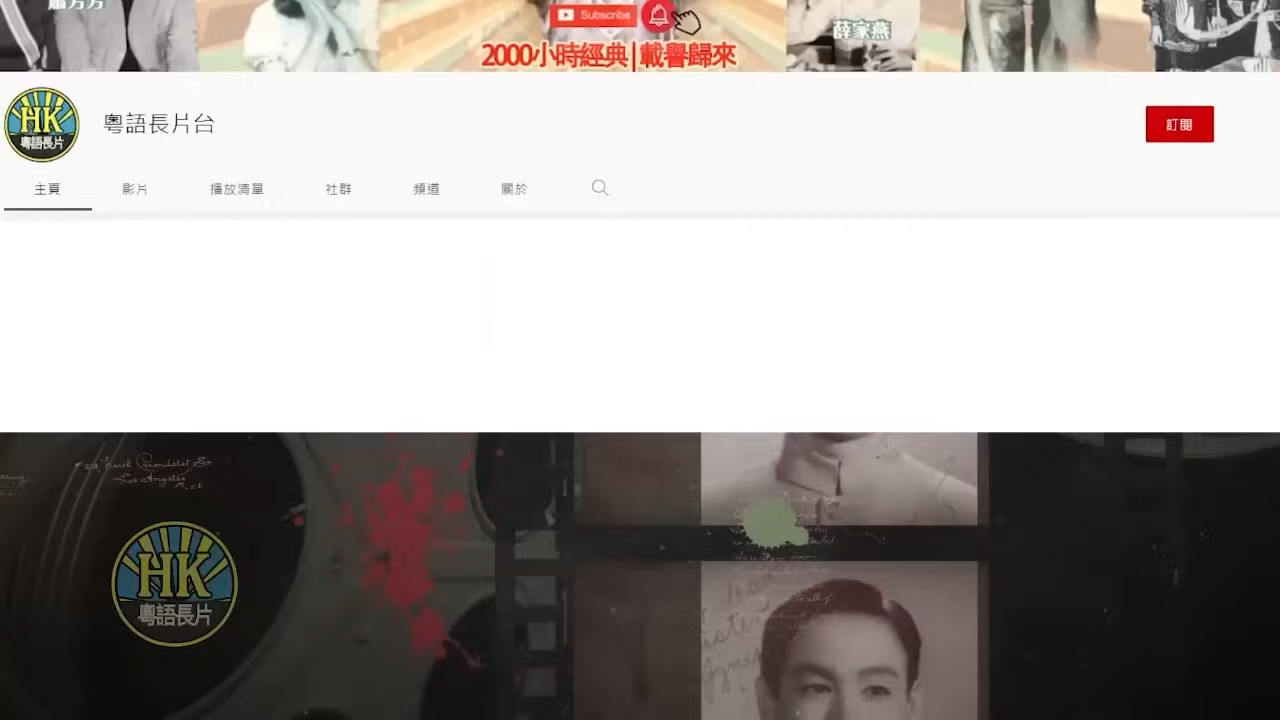 Subscribe
薛家燕
2000小時經典|載譽歸來
HK
粵語長片
粵語長片台
訂閱
主頁
影片
播放清單
社群
頻道
關於
Los Angeles
HK
粵語長片